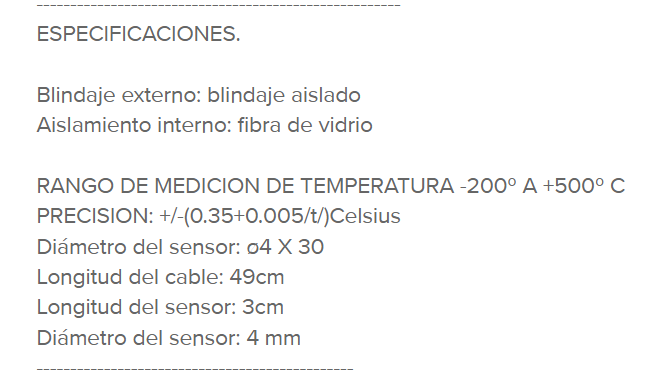 ESPECIFICACIONES.
Blindaje externo: blindaje aislado
Aislamiento interno: fibra de vidrio
RANGO DE MEDICION DE TEMPERATURA -200º A +500º C
PRECISION: +/-(0.35+0.005/t/)Celsius
Diámetro del sensor: ø4 X 30
Longitud del cable: 49cm
Longitud del sensor: 3cm
Diámetro del sensor: 4 mm